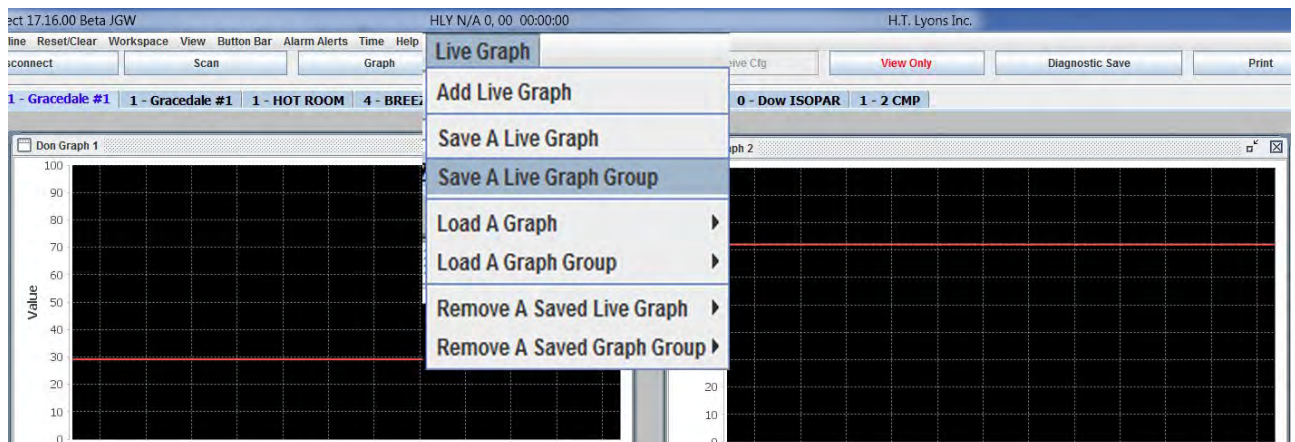 ect 17.16.00 Beta JGW HLY N/A 0, 00 00:00:00 H.T. Lyons Inc.
line Reset/Clear Workspace View Button Bar Alarm Alerts Time Help
sconnect Scan Graph eive Cfg View Only Diagnostic Save Print
1 - Gracedale #1 1 - Gracedale #1 1 - HOT ROOM 4 - BREEZ 0 - Dow ISOPAR 1 - 2 CMP
Live Graph
Add Live Graph
Save A Live Graph
Save A Live Graph Group
Load A Graph
Load A Graph Group
Remove A Saved Live Graph
Remove A Saved Graph Group
Don Graph 1
100
90
80
70
60
50
40
30
20
10
0
Value
aph 2
20
10
0